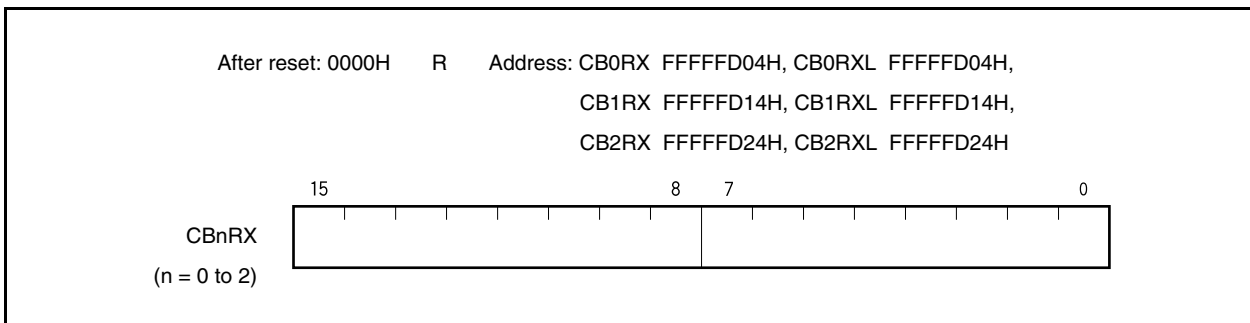 After reset: 0000H R Address: CB0RX FFFFFD04H, CB0RXL FFFFFD04H,
CB1RX FFFFFD14H, CB1RXL FFFFFD14H,
CB2RX FFFFFD24H, CB2RXL FFFFFD24H
15 8 7 0
CBnRX
(n = 0 to 2)